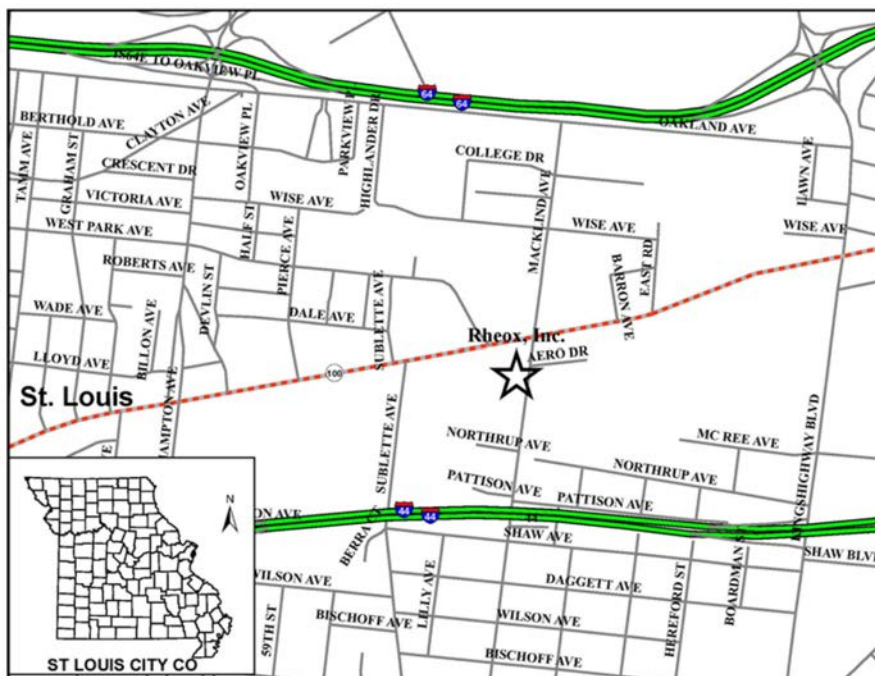 IS64E TO OAKVIEW PL
64
64
OAKLAND AVE
BERTHOLD AVE
CLAYTON AVE
OAKVIEW PL
HIGHLANDER DR
COLLEGE DR
MACKLIND AVE
LAWN AVE
TAMM AVE
GRAHAM ST
CRESCENT DR
VICTORIA AVE
WISE AVE
WISE AVE
WISE AVE
WEST PARK AVE
HALF ST
PIERCE AVE
EAST RD
BARRON AVE
ROBERTS AVE
DEVLIN ST
WADE AVE
BILLON AVE
DALE AVE
SUBLETTE AVE
Rheox, Inc.
AERO DR
LLOYD AVE
100
St. Louis
HAMPTON AVE
SUBLETTE AVE
NORTHRUP AVE
MC REE AVE
KINGSHIGHWAY BLVD
NORTHRUP AVE
PATTISON AVE
PATTISON AVE
N
44
44
44
SHAW AVE
SHAW BLVD
LILLY AVE
DAGGETT AVE
HEREFORD ST
BOARDMAN ST
WILSON AVE
WILSON AVE
59TH ST
BISCHOFF AVE
BISCHOFF AVE
ST LOUIS CITY CO